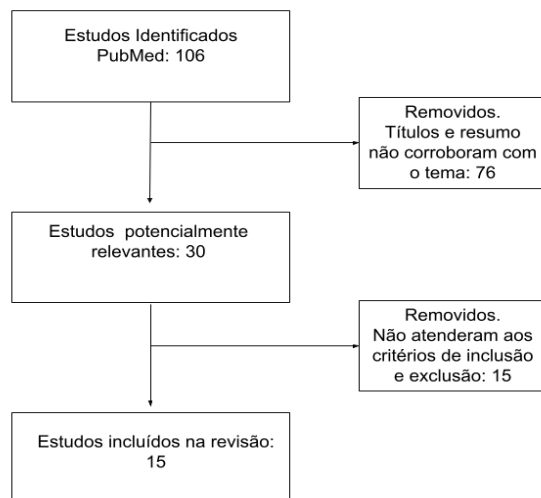 Estudos Identificados
PubMed: 106
Removidos.
Títulos e resumo
não corroboram com
o tema: 76
Estudos potencialmente
relevantes: 30
Removidos.
Não atenderam aos
critérios de inclusão
e exclusão: 15
Estudos incluídos na revisão:
15